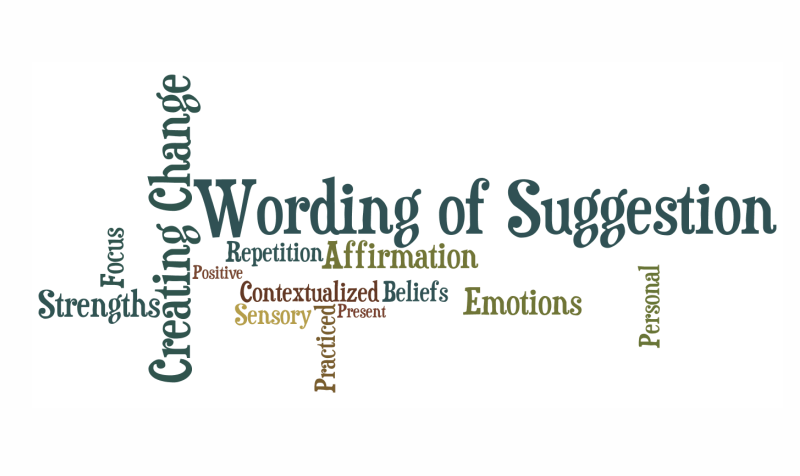 Creating Change
Wording of Suggestion
Focus
Repetition
Affirmation
Positive
Strengths
Contextualized
Beliefs
Emotions
Personal
Sensory
Present
Practiced